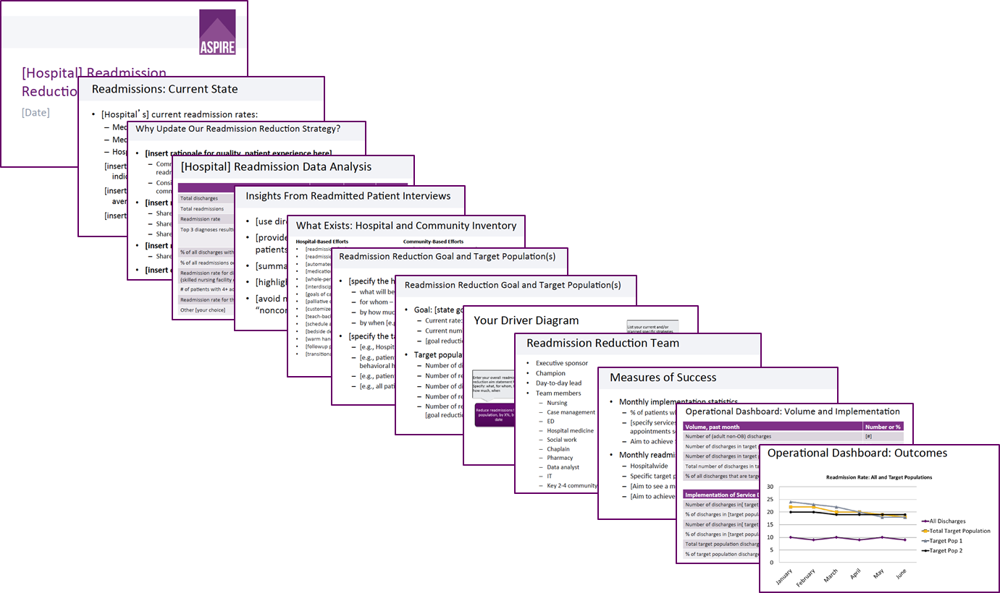 ASPIRE
[Hospital] Readmission
Reductio
[Date]
Readmissions: Current State
• [Hospital's] current readmission rates:
– Med
– Med
– Hosp
[insert
indic
[insert
aver
[insert
Why Update Our Readmission Reduction Strategy?
• [insert rationale for quality, patient experience here]
– Comm
readm
– Consi
comm
• [insert
– Share
– Share
– Share
• [insert
– Share
• [insert
[Hospital] Readmission Data Analysis
Total discharges
Total readmissions
Readmission rate
Top 3 diagnoses resulti
% of all discharges with
% of all readmissions oc
Readmission rate for di
(skilled nursing facility
# of patients with 4+ ad
Readmission rate for th
Other [your choice]
Insights From Readmitted Patient Interviews
• [use dire
• [provide
patients
• [summa
• [highligh
• [avoid n
"noncon
What Exists: Hospital and Community Inventory
Hospital-Based Efforts Community-Based Efforts
• [readmiss
• [readmiss
• [automate
• [medicatio
• [whole-per
• [interdiscip
• [goals of ca
• [palliative c
• [customize
• [teach-back
• [schedule a
• [bedside de
• [warm han
• [followup p
• [transitiona
Readmission Reduction Goal and Target Population(s)
• [specify the h
– what will be
– for whom –
– by how much
– by when [e.g
• [specify the ta
– [e.g., Hospit
– [e.g., patient
behavioral h
– [e.g., patient
– [e.g., all pati
Readmission Reduction Goal and Target Population(s)
• Goal: [state go
– Current rate:
– Current num
– [goal reductio
• Target popula
– Number of di
– Number of re
– Number of di
– Number of re
– Number of re
[goal reductio
Your Driver Diagram
List your current and/or
planned specific strategies
Enter your overall readmi
reduction aim statement h
Specify: what, for whom, b
how much, when
Reduce readmissions f
population, by X%, b
date
Readmission Reduction Team
• Executive sponsor
• Champion
• Day-to-day lead
• Team members
– Nursing
– Case management
– ED
– Hospital medicine
– Social work
– Chaplain
– Pharmacy
– Data analyst
– IT
– Key 2-4 community
Measures of Success
• Monthly implementation statistics
– % of patients wh
– [specify services
appointments s
– Aim to achieve
• Monthly readmi
– Hospitalwide
– Specific target p
– [Aim to see a m
– [Aim to achieve
Operational Dashboard: Volume and Implementation
Volume, past month Number or %
Number of (adult non-OB) discharges [#]
Number of discharges in target p
Number of discharges in target p
Total number of discharges in ta
% of all discharges that are targe
Implementation of Service D
Number of discharges in[ target
% of discharges in [target popula
Number of discharges in[ target
% of discharges in [target popula
Total target population discharg
% of target population discharge
Operational Dashboard: Outcomes
Readmission Rate: All and Target Populations
30
25
20
15
10
5
0
January
February
March
April
May
June
All Discharges
Total Target Population
Target Pop 1
Target Pop 2